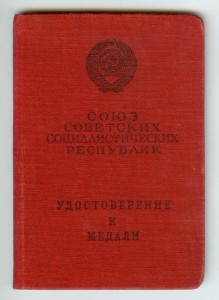 СОЮЗ
СОВЕТСКИХ
СОЦИАЛИСТИЧЕСКИХ
РЕСПУБЛИК
УДОСТОВЕРЕНИЕ
К
МЕДАЛИ